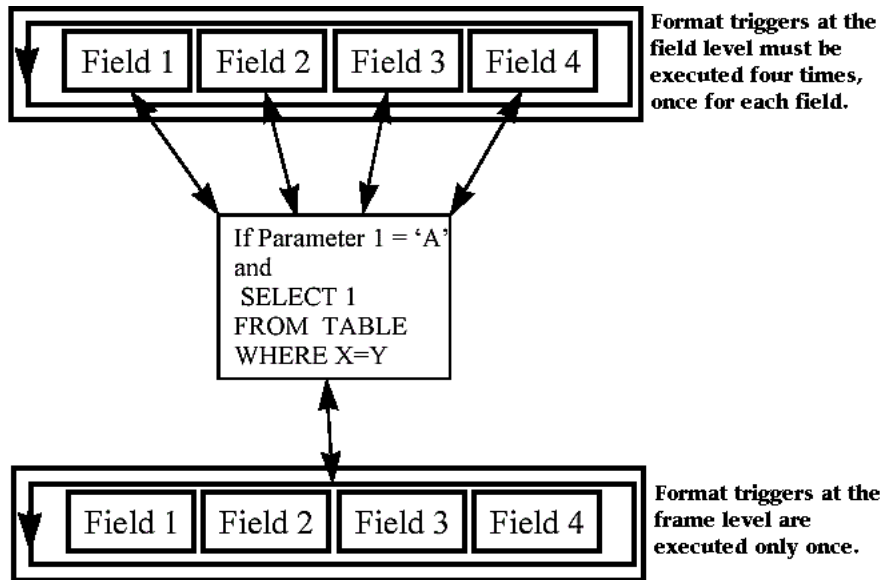 Field 1 Field 2 Field 3 Field 4
Format triggers at the
field level must be
executed four times,
once for each field.
If Parameter 1 = ‘A’
and
SELECT 1
FROM TABLE
WHERE X=Y
Field 1 Field 2 Field 3 Field 4
Format triggers at the
frame level are
executed only once.